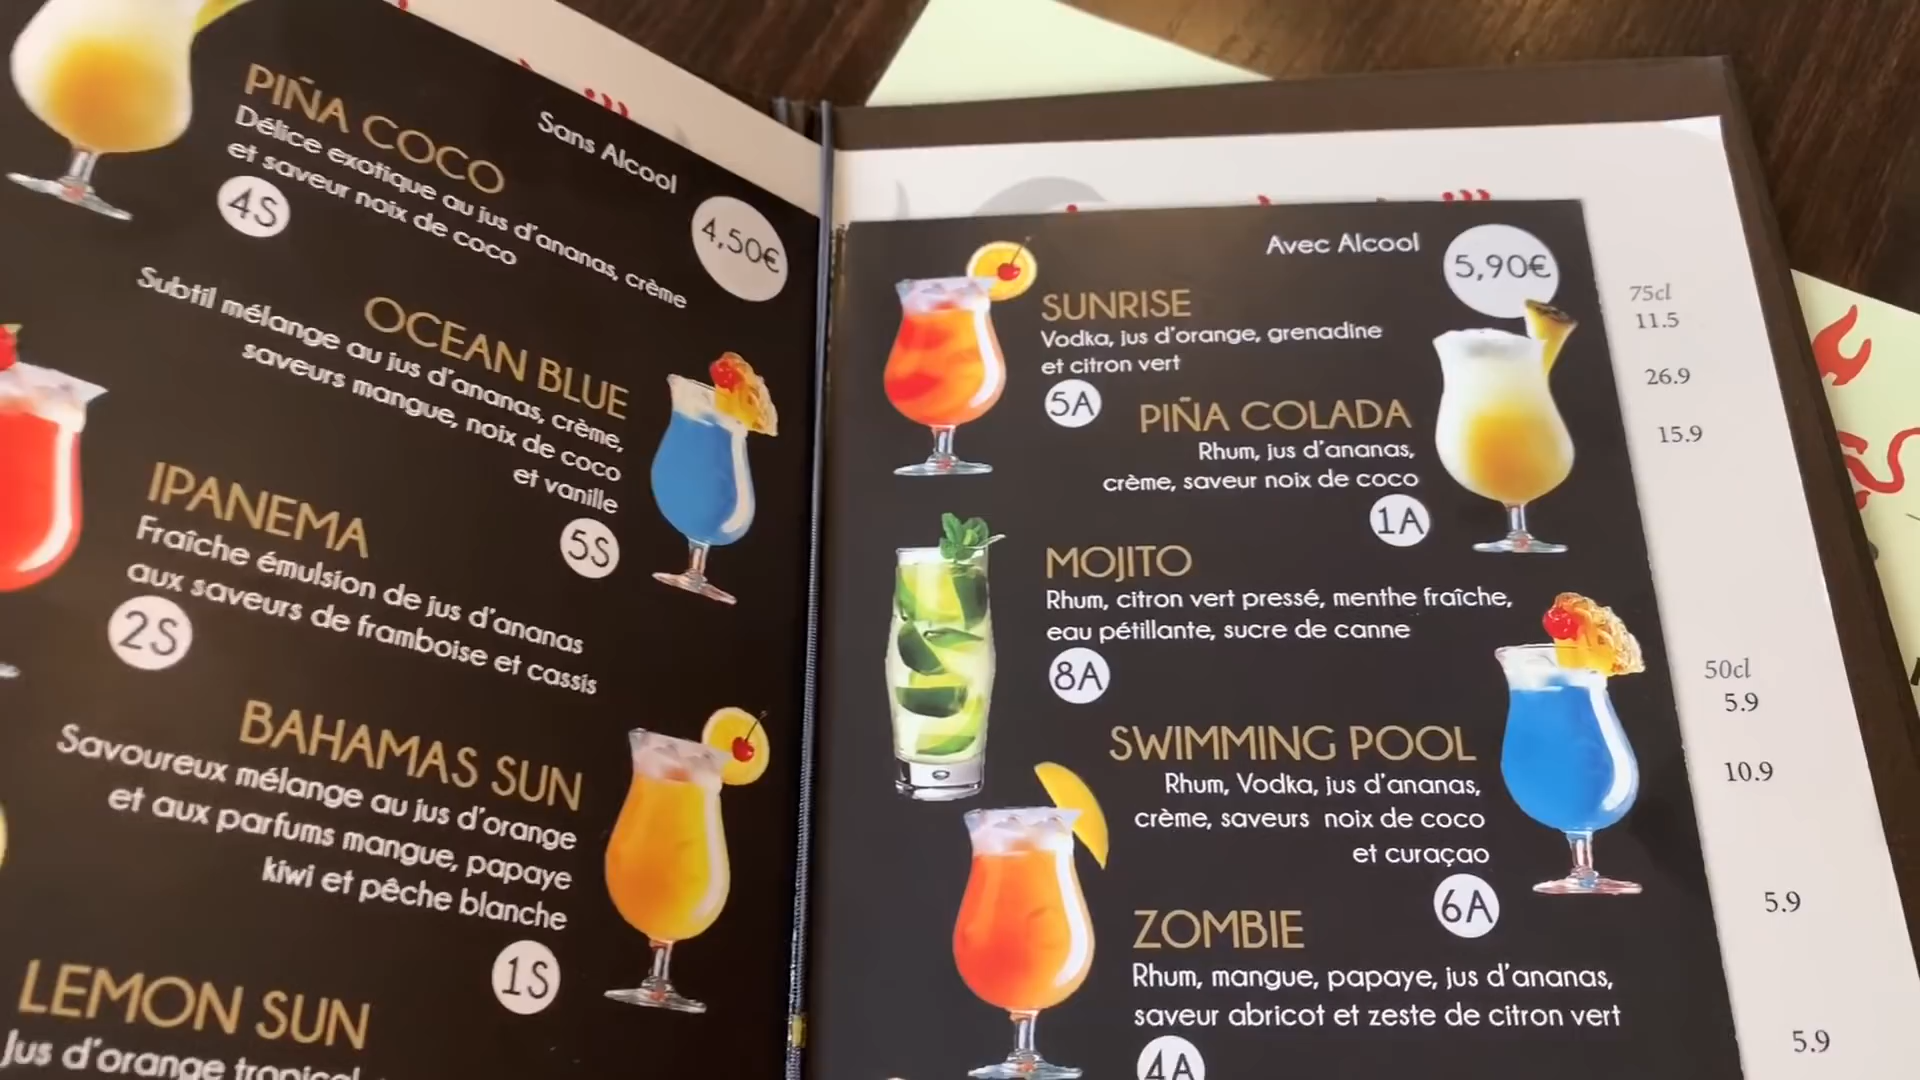 PIÑA COCO
Sans Alcool
4,50€
Délice exotique au jus d'ananas, crème
et saveur noix de coco
4S
OCEAN BLUE
Subtil mélange au jus d'ananas, crème,
saveurs mangue, noix de coco
et vanille
5S
IPANEMA
Fraîche émulsion de jus d'ananas
aux saveurs de framboise et cassis
2S
BAHAMAS SUN
Savoureux mélange au jus d'orange
et aux parfums mangue, papaye
kiwi et pêche blanche
1S
LEMON SUN
Jus d'orange tropical
Avec Alcool
5,90€
SUNRISE
Vodka, jus d'orange, grenadine
et citron vert
5A
PIÑA COLADA
Rhum, jus d'ananas,
crème, saveur noix de coco
1A
MOJITO
Rhum, citron vert pressé, menthe fraîche,
eau pétillante, sucre de canne
8A
SWIMMING POOL
Rhum, Vodka, jus d'ananas,
crème, saveurs noix de coco
et curaçao
6A
ZOMBIE
Rhum, mangue, papaye, jus d'ananas,
saveur abricot et zeste de citron vert
4A
75cl
11.5
26.9
15.9
50cl
5.9
10.9
5.9
5.9